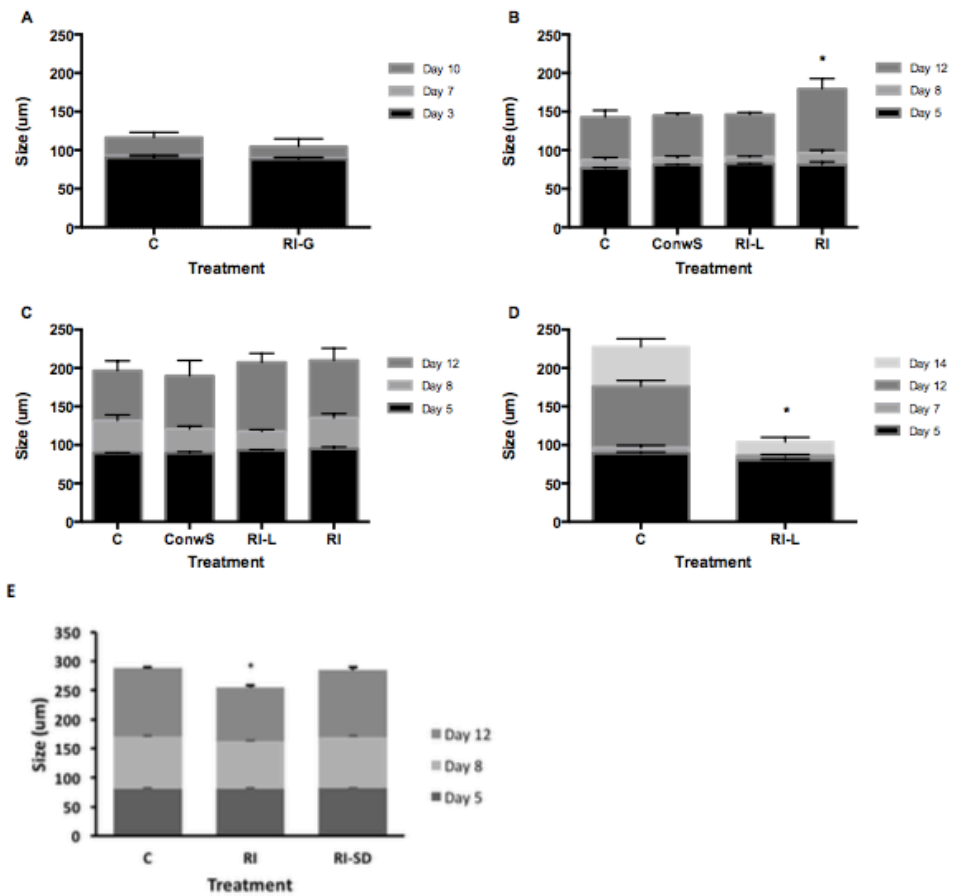 A
250
200
150
100
50
0
Size (um)
C RI-G
Treatment
Day 10
Day 7
Day 3
B
250
200
150
100
50
0
Size (um)
*
C ConwS RI-L RI
Treatment
Day 12
Day 8
Day 5
C
250
200
150
100
50
0
Size (um)
C ConwS RI-L RI
Treatment
Day 12
Day 8
Day 5
D
250
200
150
100
50
0
Size (um)
*
C RI-L
Treatment
Day 14
Day 12
Day 7
Day 5
E
350
300
250
200
150
100
50
0
Size (um)
*
C RI RI-SD
Treatment
Day 12
Day 8
Day 5